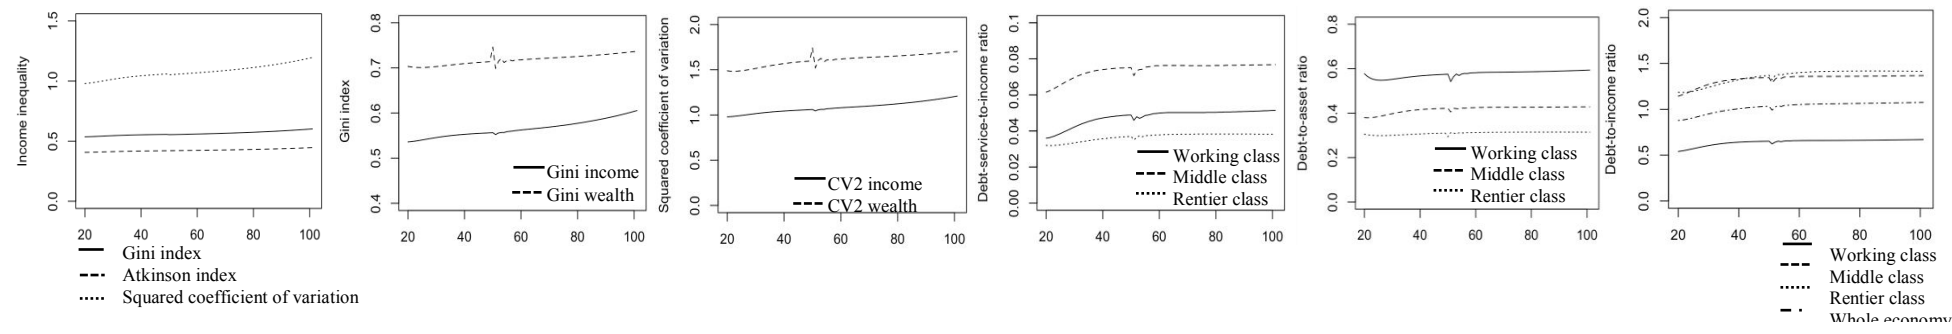 Income inequality
1.5
1.0
0.5
0.0
20 40 60 80 100
Gini index
Atkinson index
Squared coefficient of variation
Gini index
0.8
0.7
0.6
0.5
0.4
20 40 60 80 100
Gini income
Gini wealth
Squared coefficient of variation
2.0
1.5
1.0
0.5
0.0
20 40 60 80 100
CV2 income
CV2 wealth
Debt-service-to-income ratio
0.1
0.08
0.06
0.04
0.02
0.00
20 40 60 80 100
Working class
Middle class
Rentier class
Debt-to-asset ratio
0.8
0.6
0.4
0.2
0.0
20 40 60 80 100
Working class
Middle class
Rentier class
Debt-to-income ratio
2.0
1.5
1.0
0.5
0.0
20 40 60 80 100
Working class
Middle class
Rentier class
Whole economy